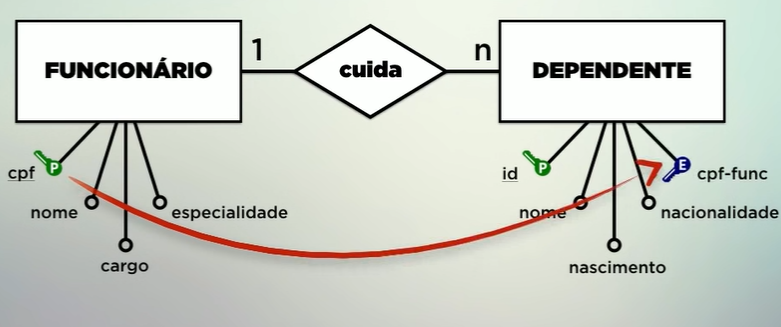 FUNCIONÁRIO
1
cuida
n
DEPENDENTE
cpf
P
nome
cargo
especialidade
id
P
nome
nascimento
nacionalidade
E
cpf-func